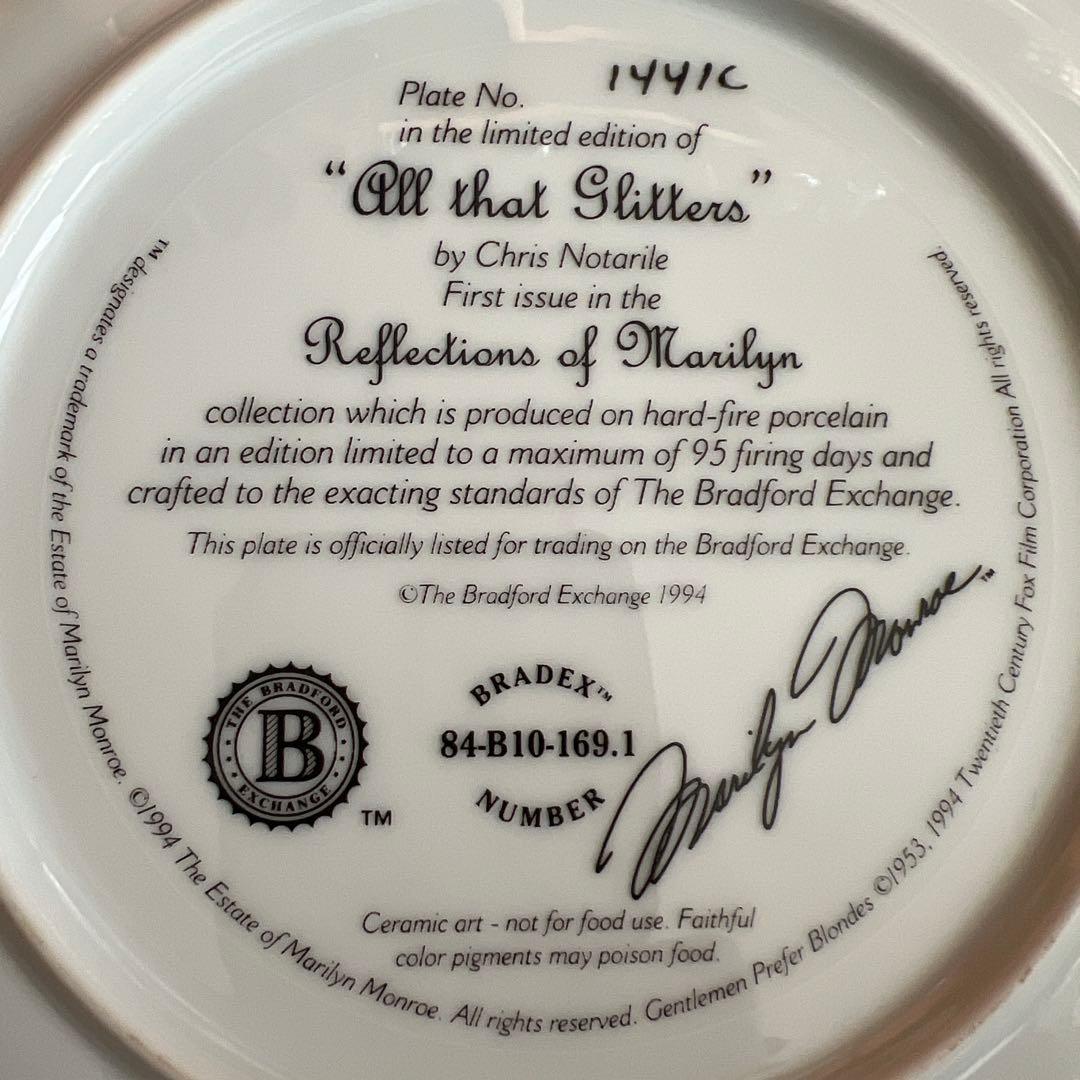 Plate No. 1441C
in the limited edition of
“All that Glitters”
by Chris Notarile
First issue in the
Reflections of Marilyn
collection which is produced on hard-fire porcelain
in an edition limited to a maximum of 95 firing days and
crafted to the exacting standards of The Bradford Exchange.
This plate is officially listed for trading on the Bradford Exchange.
©The Bradford Exchange 1994
THE BRADFORD
B
EXCHANGE
TM
BRADEX™
84-B10-169.1
NUMBER
Marilyn Monroe™
Ceramic art - not for food use. Faithful
color pigments may poison food.
™ designates a trademark of the Estate of Marilyn Monroe. ©1994 The Estate of Marilyn Monroe. All rights reserved. Gentlemen Prefer Blondes ©1953, 1994 Twentieth Century Fox Film Corporation All rights reserved.